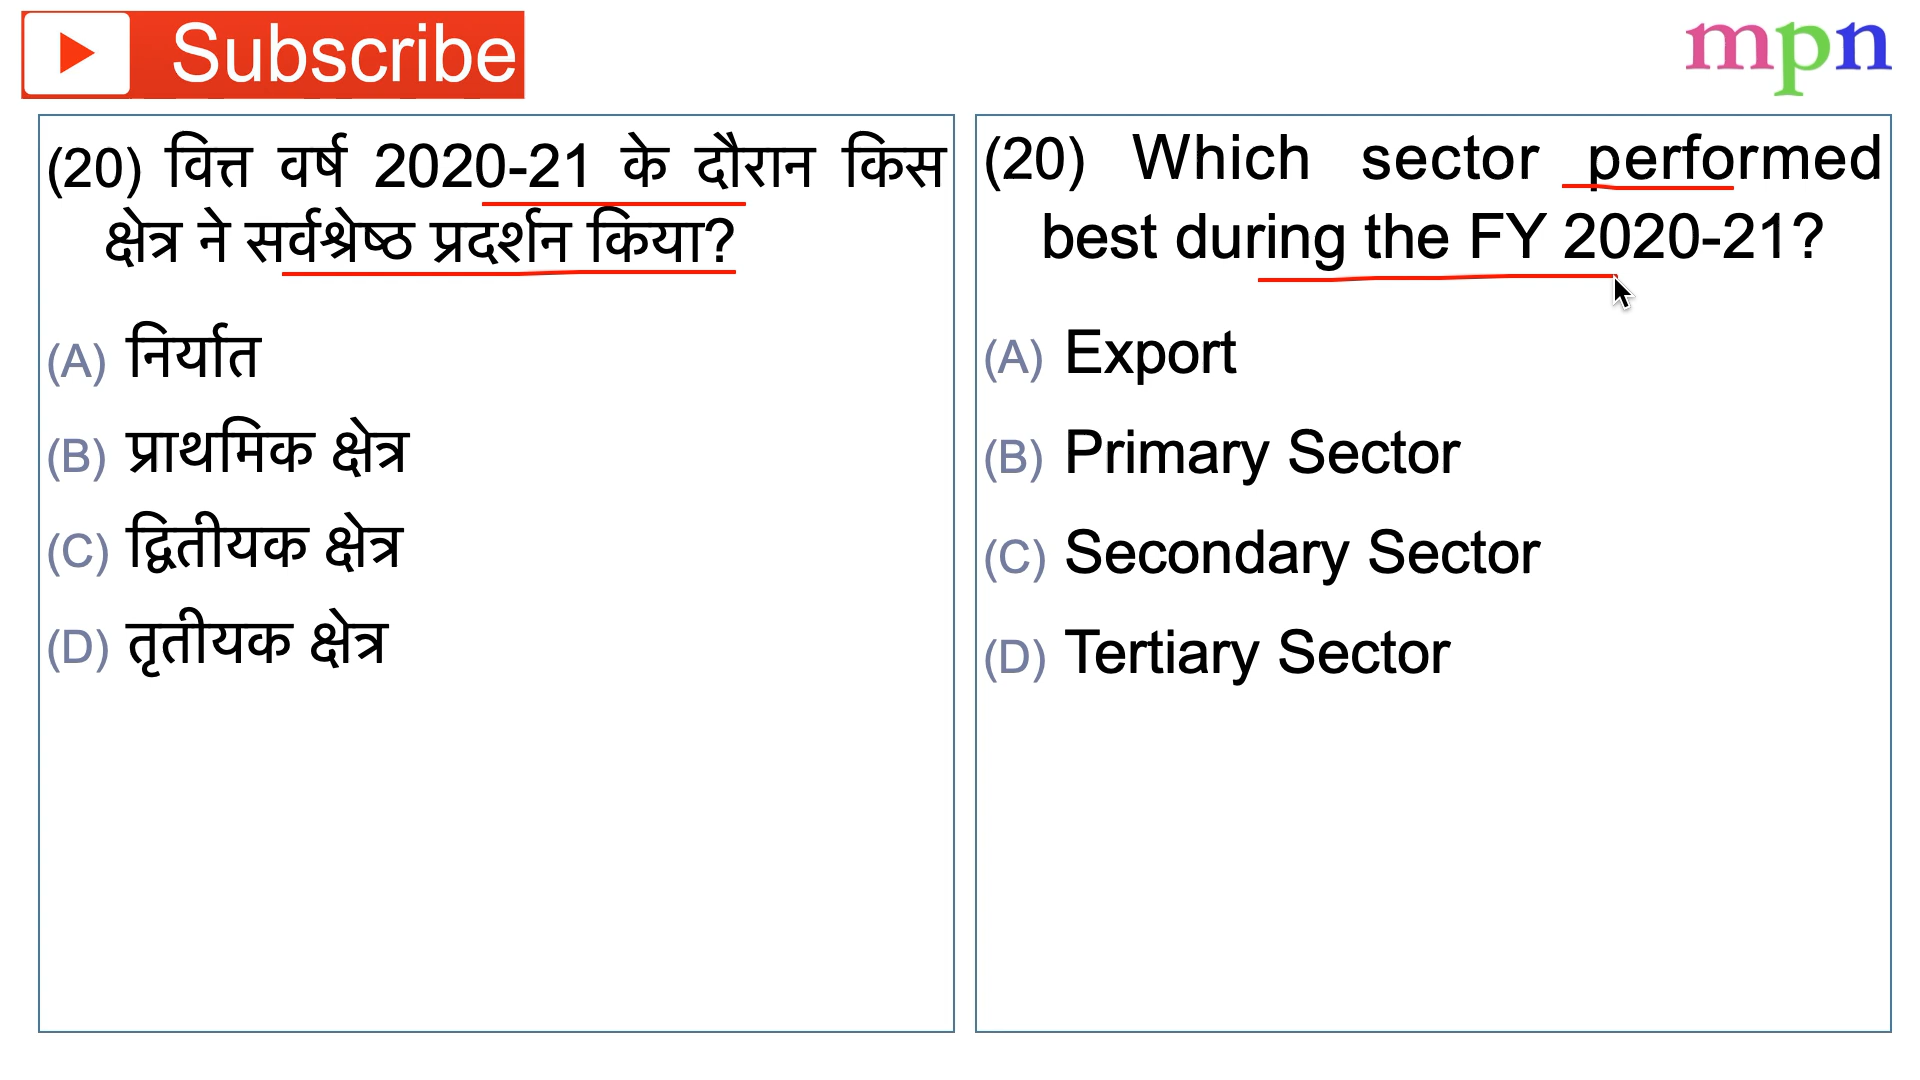 Subscribe
mpn
(20) वित्त वर्ष 2020-21 के दौरान किस
क्षेत्र ने सर्वश्रेष्ठ प्रदर्शन किया?
(A) निर्यात
(B) प्राथमिक क्षेत्र
(C) द्वितीयक क्षेत्र
(D) तृतीयक क्षेत्र
(20) Which sector performed
best during the FY 2020-21?
(A) Export
(B) Primary Sector
(C) Secondary Sector
(D) Tertiary Sector